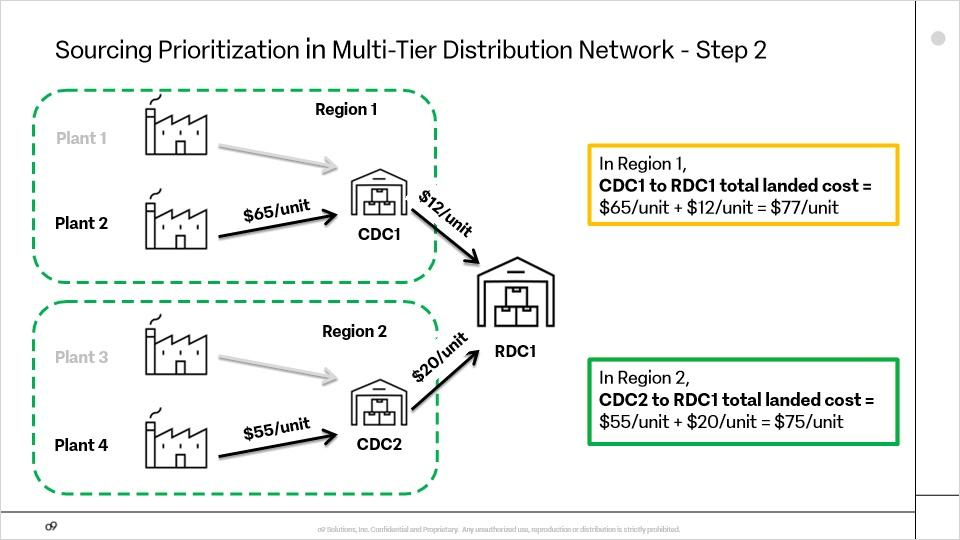 Sourcing Prioritization in Multi-Tier Distribution Network - Step 2
Region 1
Plant 1
Plant 2
$65/unit
CDC1
$12/unit
In Region 1,
CDC1 to RDC1 total landed cost =
$65/unit + $12/unit = $77/unit
RDC1
Region 2
Plant 3
Plant 4
$55/unit
CDC2
$20/unit
In Region 2,
CDC2 to RDC1 total landed cost =
$55/unit + $20/unit = $75/unit
o9
o9 Solutions, Inc. Confidential and Proprietary. Any unauthorized use, reproduction or distribution is strictly prohibited.